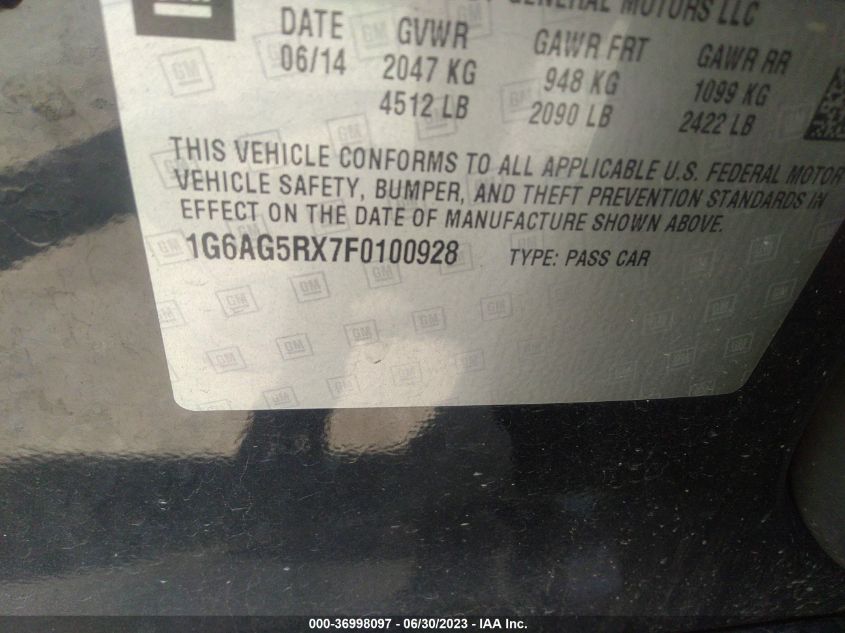 GENERAL MOTORS LLC
DATE GVWR GAWR FRT GAWR RR
06/14 2047 KG 948 KG 1099 KG
4512 LB 2090 LB 2422 LB
THIS VEHICLE CONFORMS TO ALL APPLICABLE U.S. FEDERAL MOTOR
VEHICLE SAFETY, BUMPER, AND THEFT PREVENTION STANDARDS IN
EFFECT ON THE DATE OF MANUFACTURE SHOWN ABOVE.
1G6AG5RX7F0100928 TYPE: PASS CAR
000-36998097 - 06/30/2023 - IAA Inc.